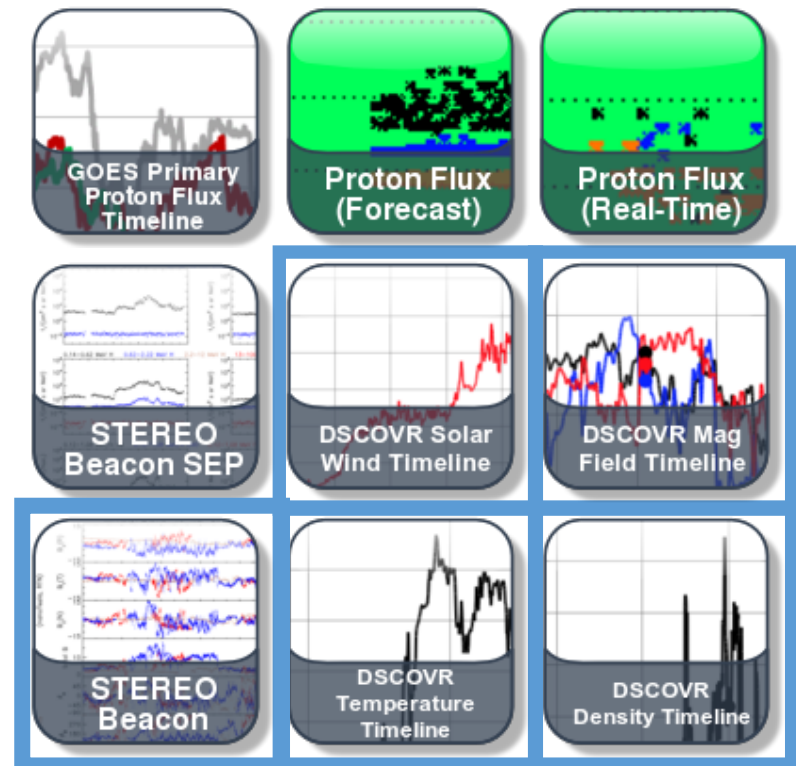 GOES Primary
Proton Flux
Timeline
Proton Flux
(Forecast)
Proton Flux
(Real-Time)
STEREO
Beacon SEP
DSCOVR Solar
Wind Timeline
DSCOVR Mag
Field Timeline
STEREO
Beacon
DSCOVR
Temperature
Timeline
DSCOVR
Density Timeline